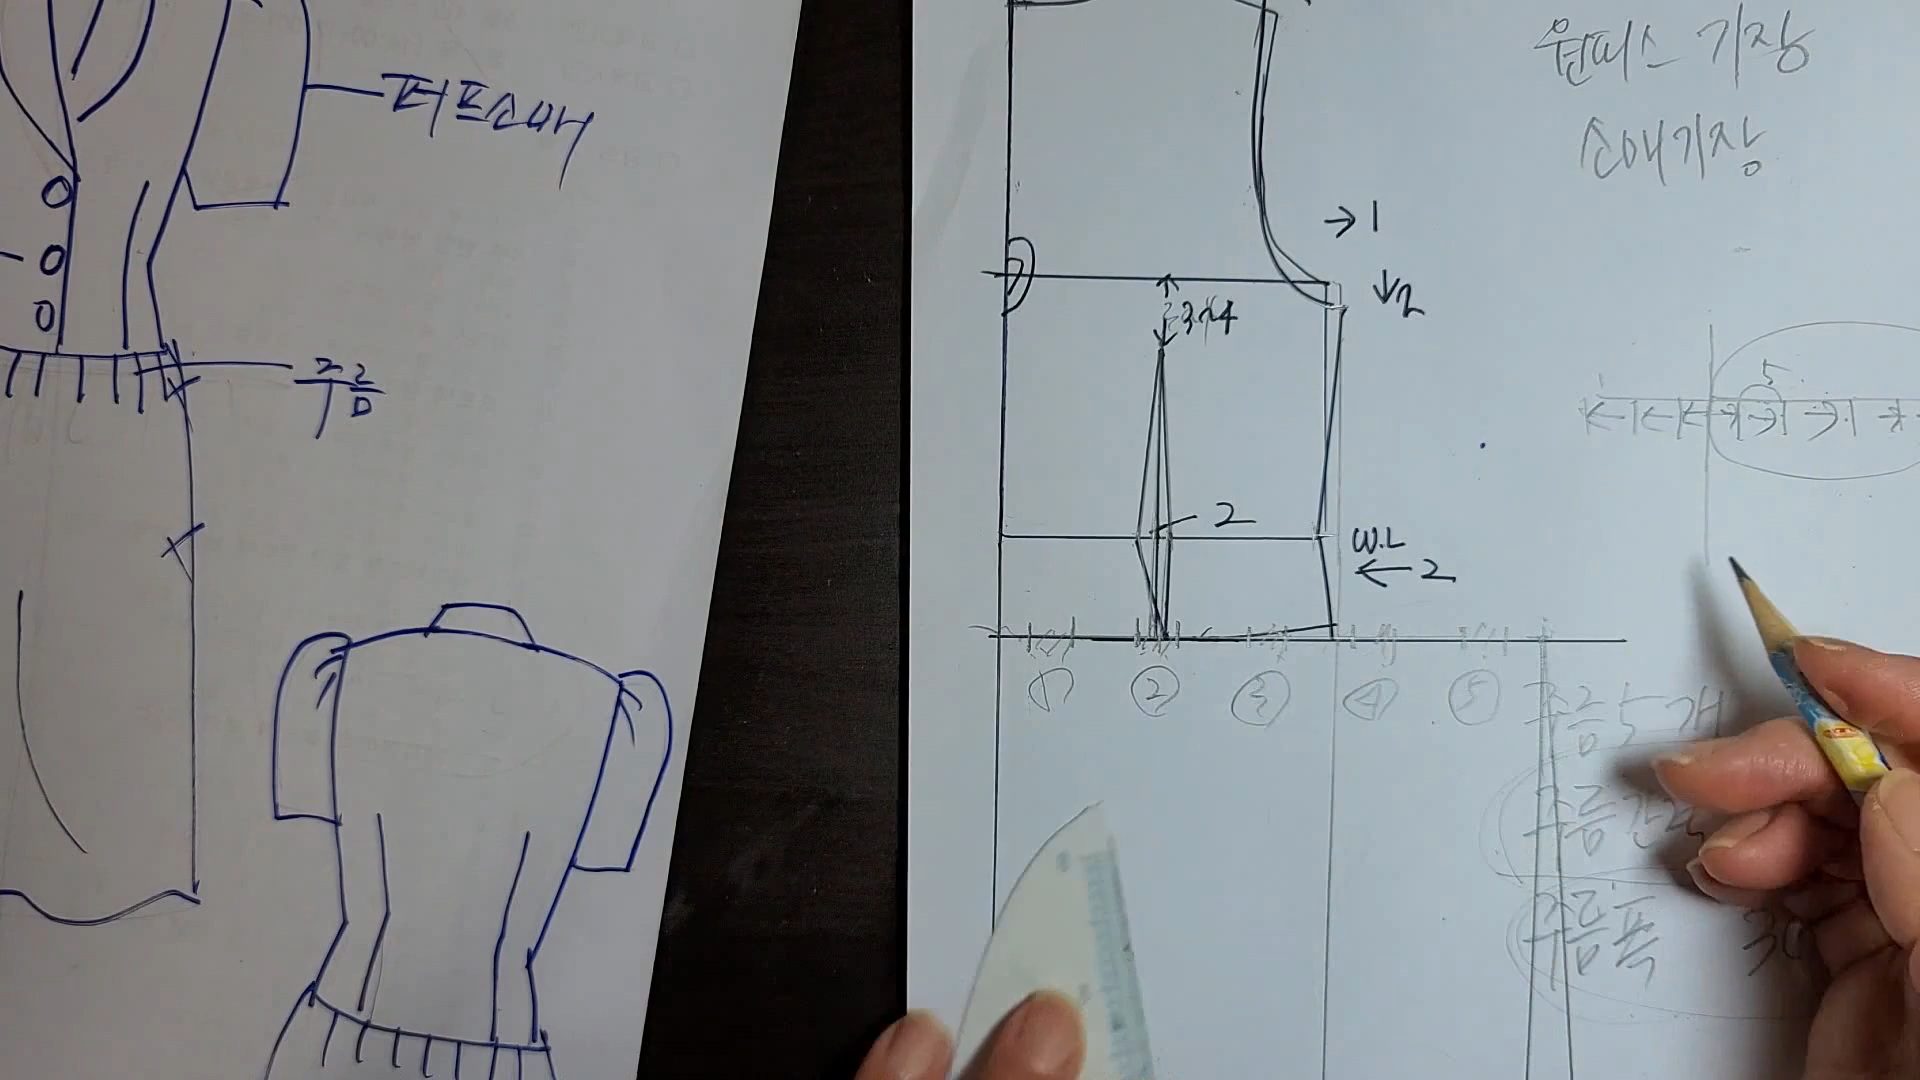 퍼프소매
주름
원피스 기장
소매기장
→1
↓2
3~4
5
2
W.L
←2
① ② ③ ④ ⑤
주름5개
주름간격
주름폭 30